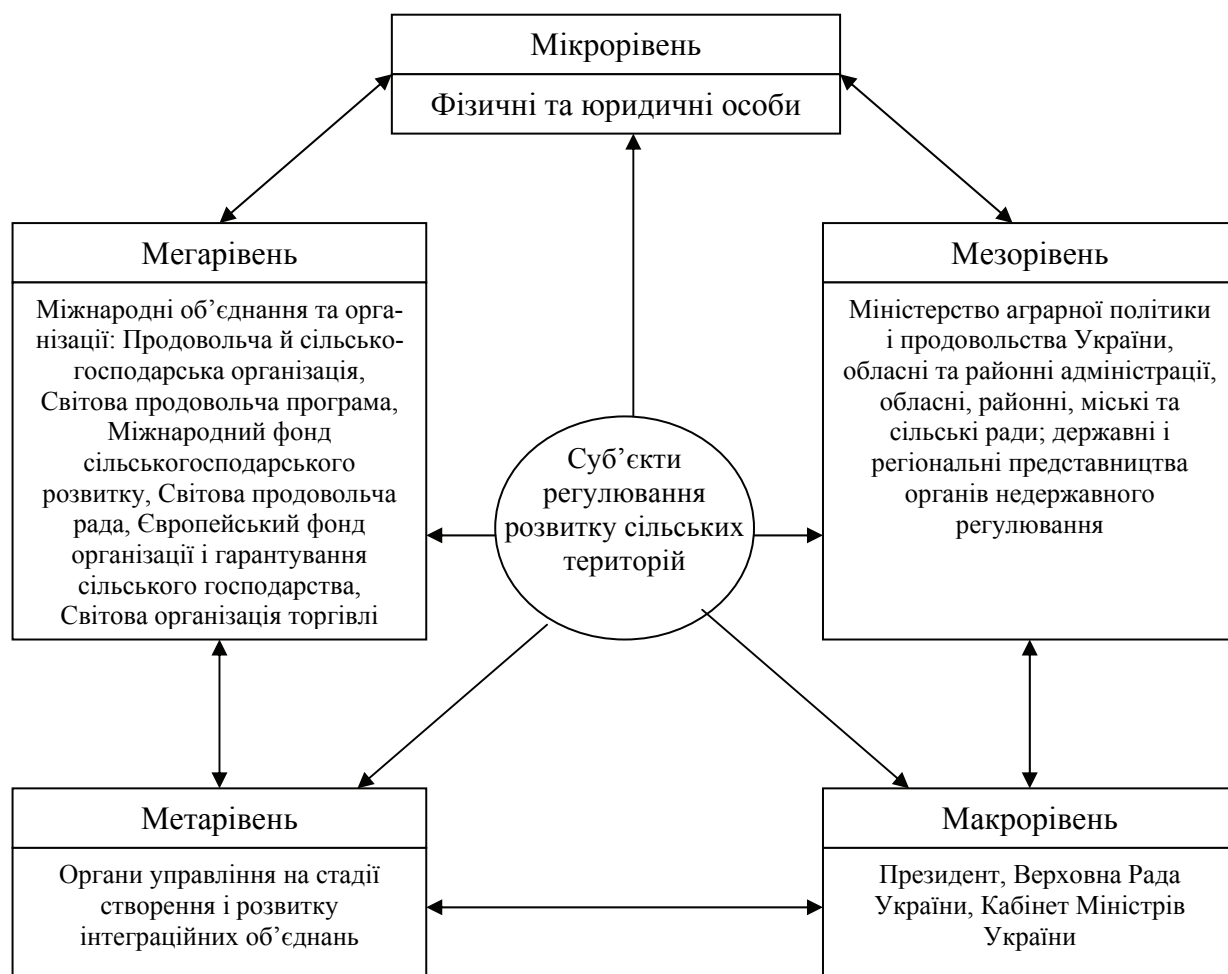 Мікрорівень
Фізичні та юридичні особи
Мегарівень
Міжнародні об’єднання та орга-
нізації: Продовольча й сільсько-
господарська організація,
Світова продовольча програма,
Міжнародний фонд
сільськогосподарського
розвитку, Світова продовольча
рада, Європейський фонд
організації і гарантування
сільського господарства,
Світова організація торгівлі
Мезорівень
Міністерство аграрної політики
і продовольства України,
обласні та районні адміністрації,
обласні, районні, міські та
сільські ради; державні і
регіональні представництва
органів недержавного
регулювання
Суб’єкти
регулювання
розвитку сільських
територій
Метарівень
Органи управління на стадії
створення і розвитку
інтеграційних об’єднань
Макрорівень
Президент, Верховна Рада
України, Кабінет Міністрів
України